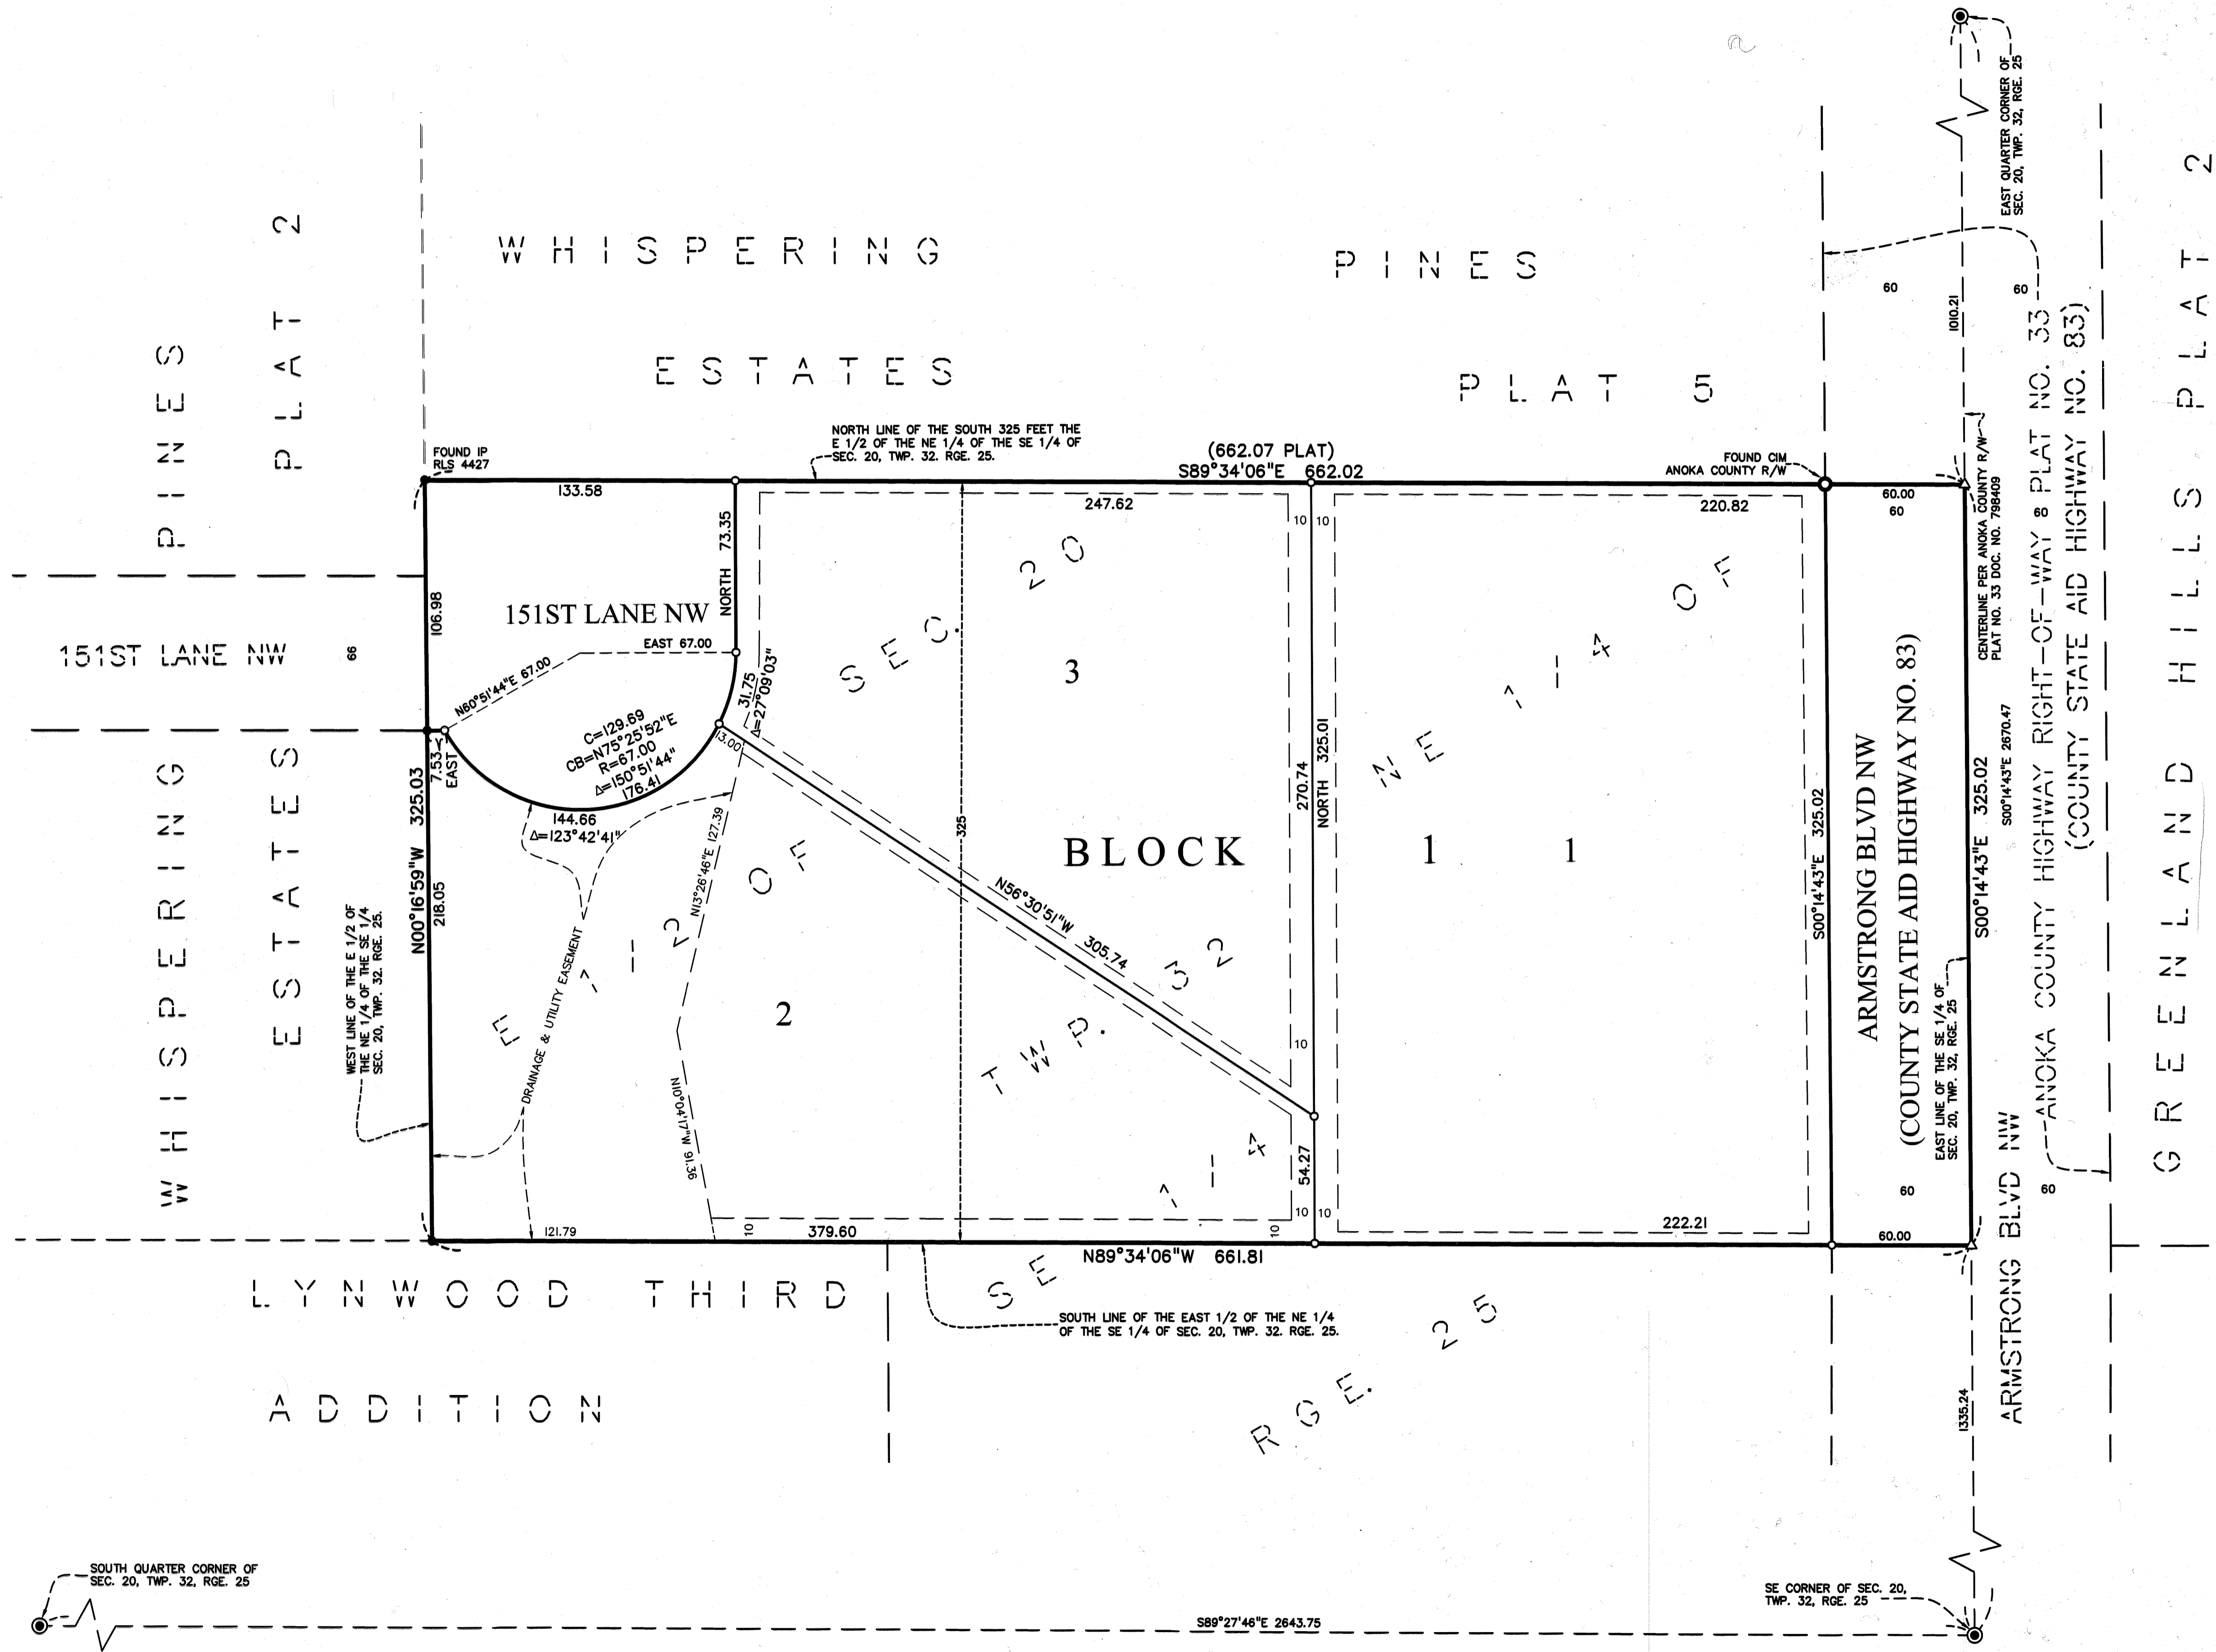 EAST QUARTER CORNER OF
SEC. 20, TWP. 32, RGE. 25
WHISPERING PINES
ESTATES PLAT 5
WHISPERING PINES
ESTATES PLAT 2
GREENLAND HILLS PLAT 2
60
60
1010.21
FOUND IP
RLS 4427
NORTH LINE OF THE SOUTH 325 FEET THE
E 1/2 OF THE NE 1/4 OF THE SE 1/4 OF
SEC. 20, TWP. 32. RGE. 25.
(662.07 PLAT)
S89°34'06"E 662.02
FOUND CIM
ANOKA COUNTY R/W
133.58
247.62
220.82
60.00
60
10
10
NORTH 73.35
106.98
151ST LANE NW
151ST LANE NW
66
EAST 67.00
N60°51'44"E 67.00
31.75
Δ=27°09'03"
C=129.69
CB=N75°25'52"E
R=67.00
Δ=150°51'44"
176.41
13.00
7.53
EAST
144.66
Δ=123°42'41"
N00°16'59"W 325.03
218.05
WEST LINE OF THE E 1/2 OF
THE NE 1/4 OF THE SE 1/4
SEC. 20, TWP. 32. RGE. 25.
DRAINAGE & UTILITY EASEMENT
N13°26'46"E 127.39
N10°04'17"W 91.36
325
3
BLOCK 1
1
2
N56°30'51"W 305.74
270.74
NORTH 325.01
54.27
10
10
10
E 1/2 OF NE 1/4 OF
SE 1/4
SEC. 20
TWP. 32
RGE. 25
S00°14'43"E 325.02
ARMSTRONG BLVD NW
(COUNTY STATE AID HIGHWAY NO. 83)
EAST LINE OF THE SE 1/4 OF
SEC. 20, TWP. 32, RGE. 25
S00°14'43"E 325.02
S00°14'43"E 2670.47
CENTERLINE PER ANOKA COUNTY R/W
PLAT NO. 33 DOC. NO. 798409
60
ANOKA COUNTY HIGHWAY RIGHT-OF-WAY PLAT NO. 33
(COUNTY STATE AID HIGHWAY NO. 83)
60
60
ARMSTRONG BLVD NW
121.79
10
379.60
10
222.21
60.00
N89°34'06"W 661.81
SOUTH LINE OF THE EAST 1/2 OF THE NE 1/4
OF THE SE 1/4 OF SEC. 20, TWP. 32. RGE. 25.
LYNWOOD THIRD
ADDITION
1335.24
SOUTH QUARTER CORNER OF
SEC. 20, TWP. 32, RGE. 25
SE CORNER OF SEC. 20,
TWP. 32, RGE. 25
S89°27'46"E 2643.75